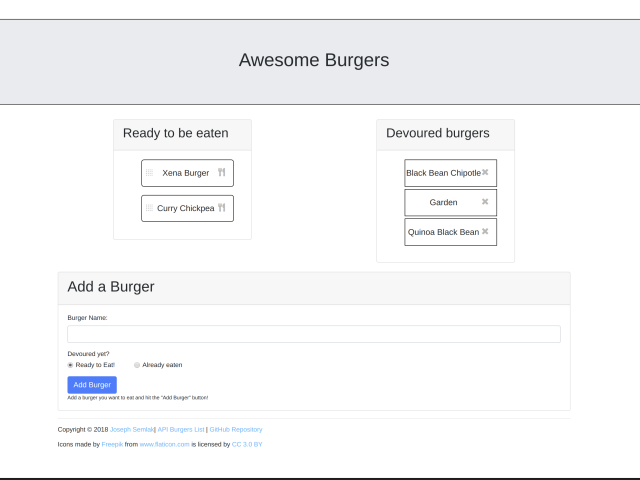 Awesome Burgers
Ready to be eaten
Xena Burger
Curry Chickpea
Devoured burgers
Black Bean Chipotle
Garden
Quinoa Black Bean
Add a Burger
Burger Name:
Devoured yet?
Ready to Eat! Already eaten
Add Burger
Add a burger you want to eat and hit the "Add Burger" button!
Copyright © 2018 Joseph Semlak| API Burgers List | GitHub Repository
Icons made by Freepik from www.flaticon.com is licensed by CC 3.0 BY